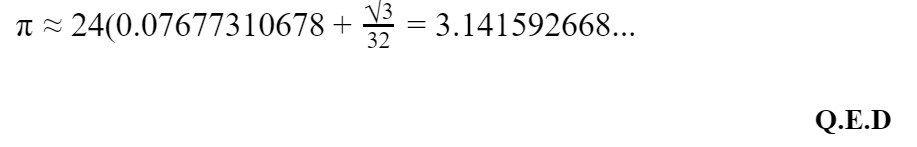 π ≈ 24(0.07677310678 + √3/32 = 3.141592668...
Q.E.D